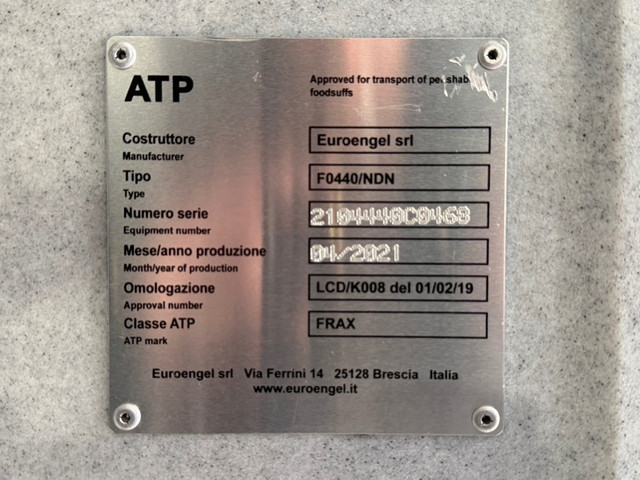 ATP
Approved for transport of
foodsuffs
Costruttore
Manufacturer
Euroengel srl
Tipo
Type
F0440/NDN
Numero serie
Equipment number
Mese/anno produzione
Month/year of production
04/2021
Omologazione
Approval number
LCD/K008 del 01/02/19
Classe ATP
ATP mark
FRAX
Euroengel srl Via Ferrini 14 25128 Brescia Italia
www.euroengel.it